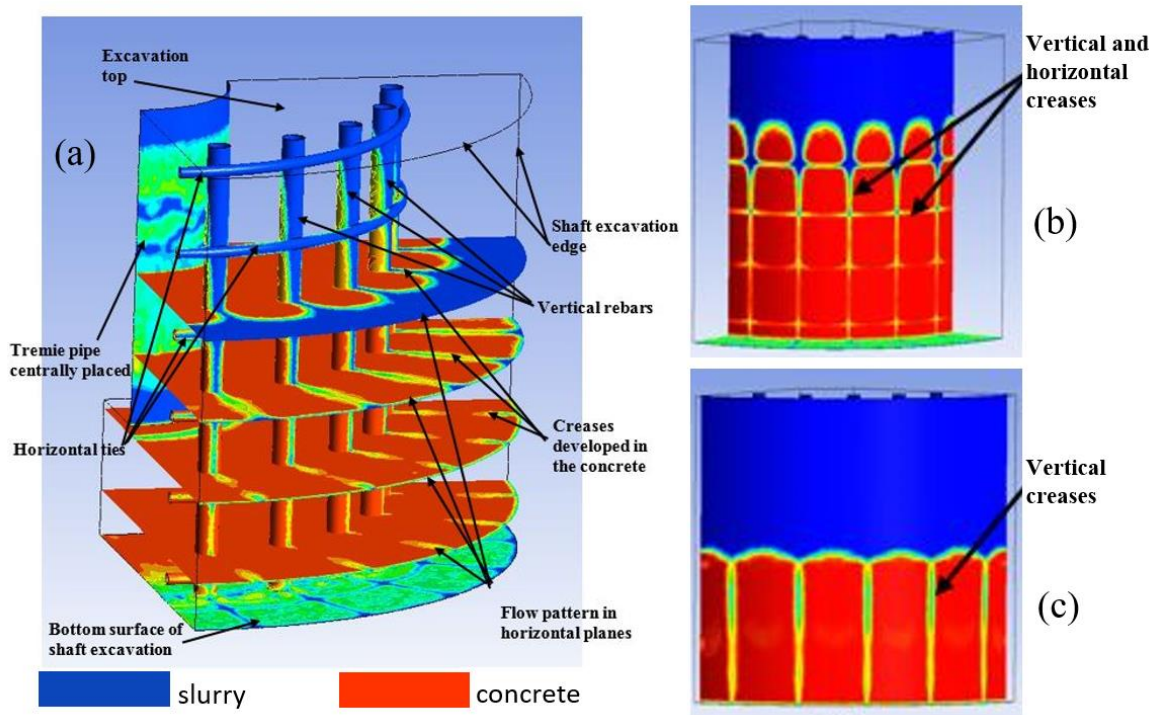 (a)
Excavation
top
Shaft excavation
edge
Vertical rebars
Tremie pipe
centrally placed
Horizontal ties
Creases
developed in
the concrete
Bottom surface of
shaft excavation
Flow pattern in
horizontal planes
slurry
concrete
Vertical and
horizontal
creases
(b)
Vertical
creases
(c)